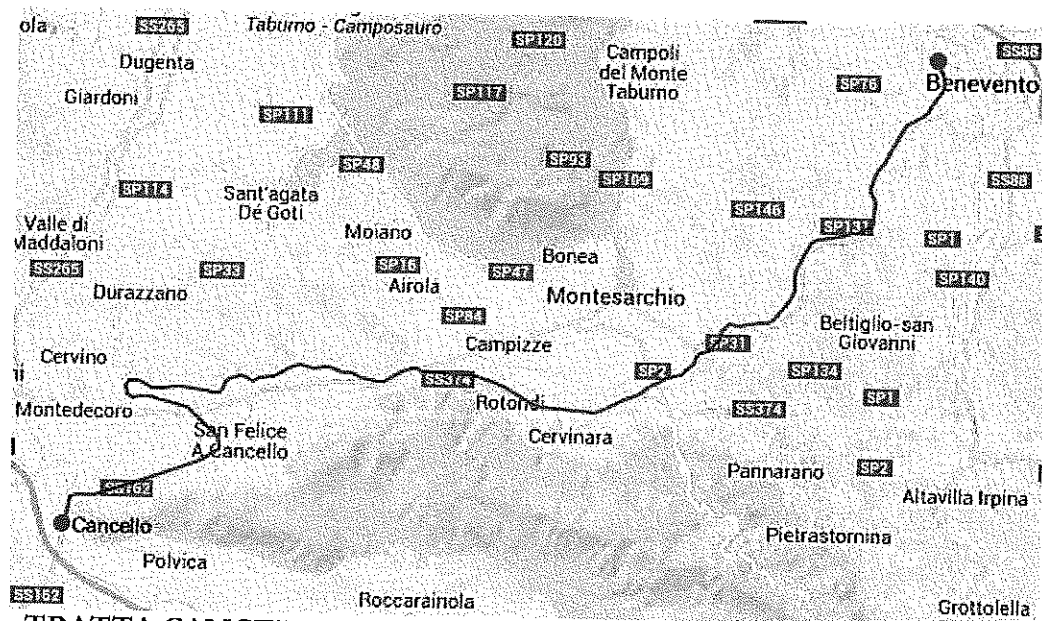 ola
SS265
Taburno - Camposauro
SP120
SS88
Dugenta
Campoli
del Monte
Taburno
SP76
Benevento
Giardoni
SP117
SP111
SP48
SP93
SP109
SS88
SP114
Sant'agata
Dé Goti
SP146
SP131
SP1
Valle di
Maddaloni
Moiano
Bonea
SS265
SP33
SP16
Airola
SP47
SP140
Durazzano
Montesarchio
SP84
Beltiglio-san
Giovanni
Cervino
Campizze
SP31
SS374
SP2
SP134
Montedecoro
Rotondi
SS374
SP1
San Felice
A Cancello
Cervinara
Pannarano
SP2
SS162
Altavilla Irpina
Cancello
Pietrastornina
Polvica
SS162
Roccarainola
Grottolella